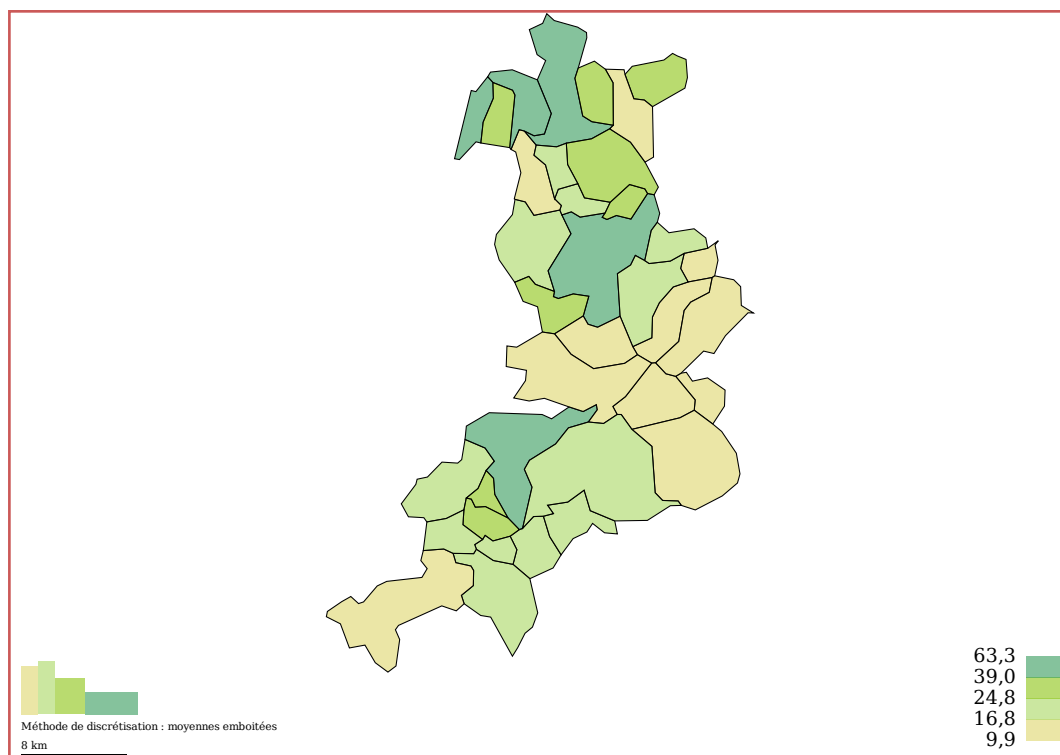 63,3
39,0
24,8
16,8
9,9
Méthode de discrétisation : moyennes emboitées
8 km